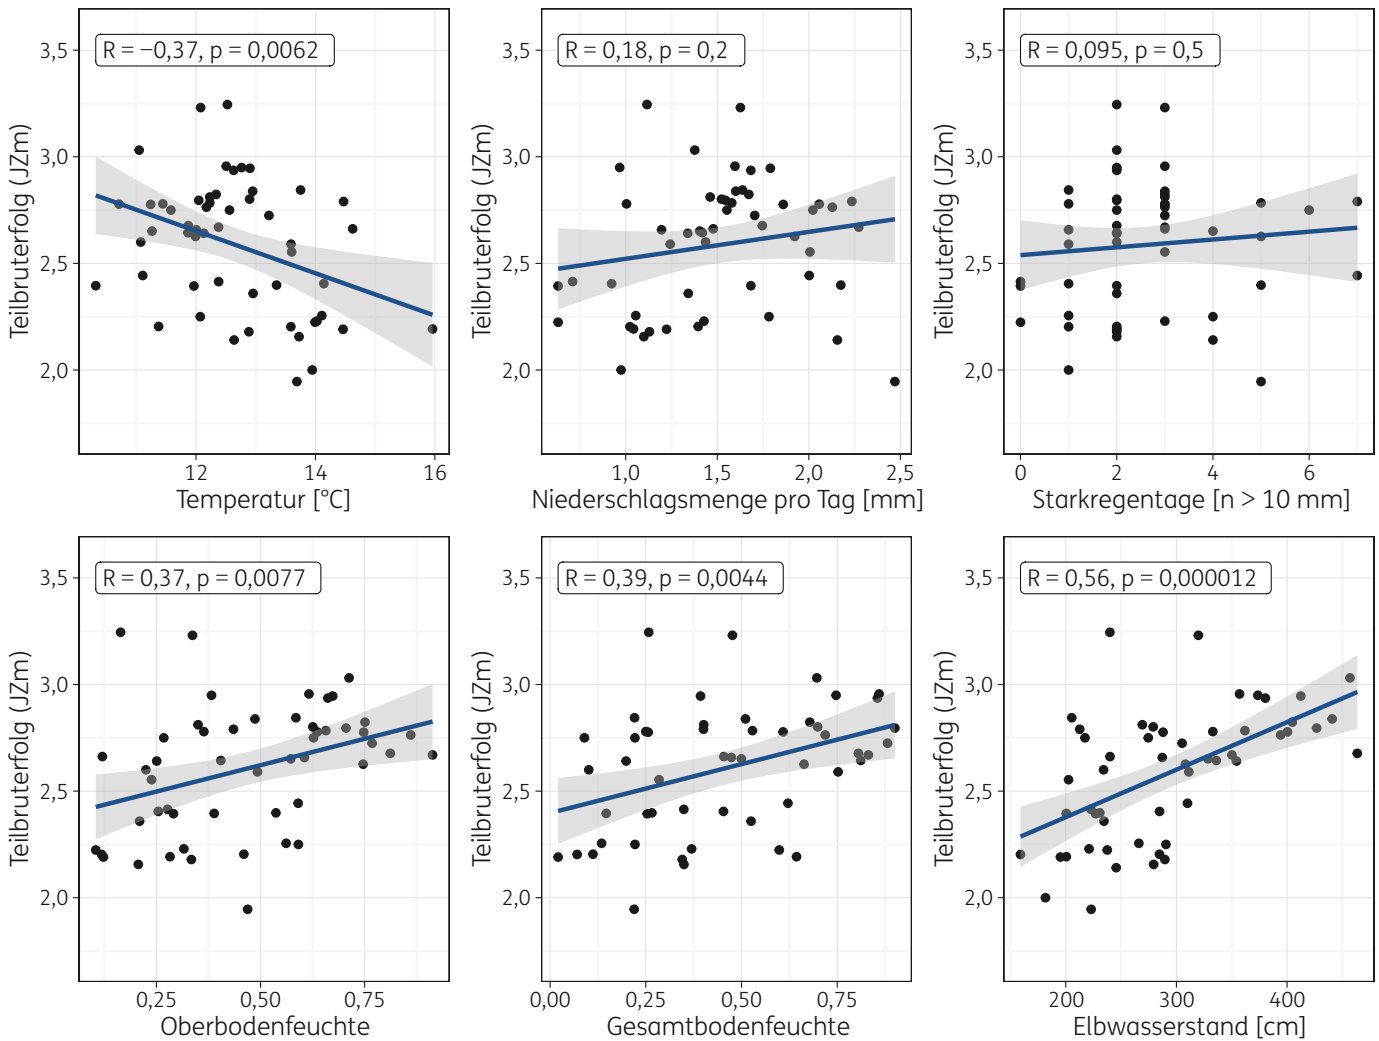 R = −0,37, p = 0,0062
3,5
3,0
2,5
2,0
Teilbruterfolg (JZm)
12
14
16
Temperatur [°C]
R = 0,18, p = 0,2
3,5
3,0
2,5
2,0
Teilbruterfolg (JZm)
1,0
1,5
2,0
2,5
Niederschlagsmenge pro Tag [mm]
R = 0,095, p = 0,5
3,5
3,0
2,5
2,0
Teilbruterfolg (JZm)
0
2
4
6
Starkregentage [n > 10 mm]
R = 0,37, p = 0,0077
3,5
3,0
2,5
2,0
Teilbruterfolg (JZm)
0,25
0,50
0,75
Oberbodenfeuchte
R = 0,39, p = 0,0044
3,5
3,0
2,5
2,0
Teilbruterfolg (JZm)
0,00
0,25
0,50
0,75
Gesamtbodenfeuchte
R = 0,56, p = 0,000012
3,5
3,0
2,5
2,0
Teilbruterfolg (JZm)
200
300
400
Elbwasserstand [cm]